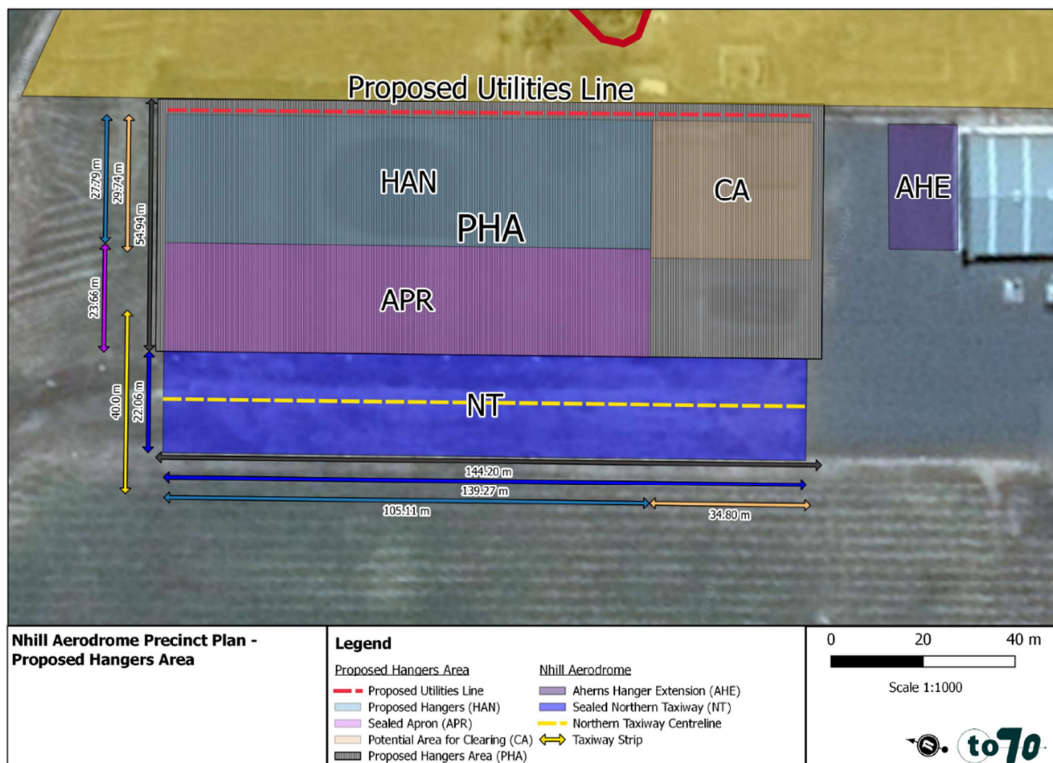 Proposed Utilities Line
HAN
CA
AHE
PHA
APR
NT
27.79 m
29.74 m
54.94 m
23.66 m
40.0 m
22.06 m
144.20 m
139.27 m
105.11 m
34.80 m
Nhill Aerodrome Precinct Plan -
Proposed Hangers Area
Legend
Proposed Hangers Area
Proposed Utilities Line
Proposed Hangers (HAN)
Sealed Apron (APR)
Potential Area for Clearing (CA)
Proposed Hangers Area (PHA)
Nhill Aerodrome
Aherns Hanger Extension (AHE)
Sealed Northern Taxiway (NT)
Northern Taxiway Centreline
Taxiway Strip
0 20 40 m
Scale 1:1000
to70